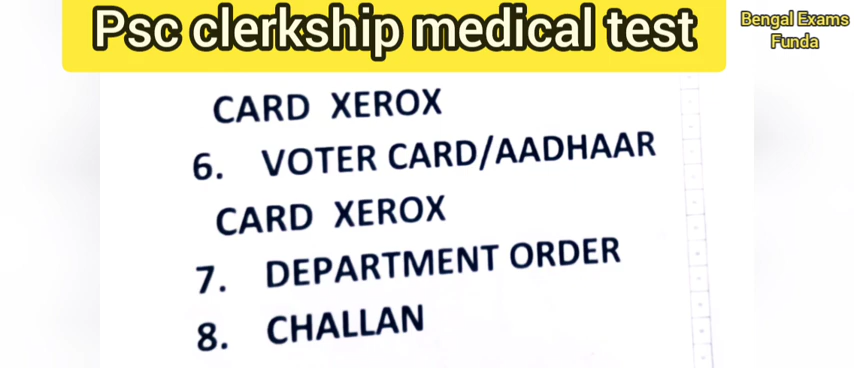 Psc clerkship medical test
Bengal Exams
Funda
CARD XEROX
6. VOTER CARD/AADHAAR
CARD XEROX
7. DEPARTMENT ORDER
8. CHALLAN